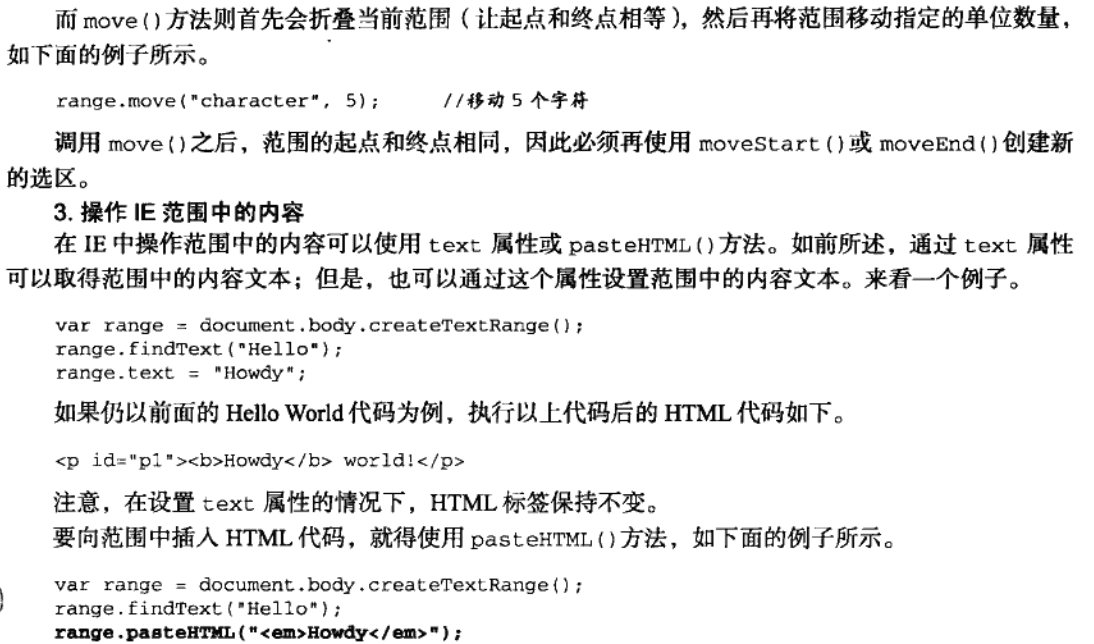 而 move()方法则首先会折叠当前范围（让起点和终点相等），然后再将范围移动指定的单位数量，
如下面的例子所示。
range.move("character", 5); //移动 5 个字符
调用 move()之后，范围的起点和终点相同，因此必须再使用 moveStart()或 moveEnd()创建新
的选区。
3. 操作 IE 范围中的内容
在 IE 中操作范围中的内容可以使用 text 属性或 pasteHTML()方法。如前所述，通过 text 属性
可以取得范围中的内容文本；但是，也可以通过这个属性设置范围中的内容文本。来看一个例子。
var range = document.body.createTextRange();
range.findText("Hello");
range.text = "Howdy";
如果仍以前面的 Hello World 代码为例，执行以上代码后的 HTML 代码如下。
<p id="p1"><b>Howdy</b> world!</p>
注意，在设置 text 属性的情况下，HTML 标签保持不变。
要向范围中插入 HTML 代码，就得使用 pasteHTML()方法，如下面的例子所示。
var range = document.body.createTextRange();
range.findText("Hello");
range.pasteHTML("<em>Howdy</em>");